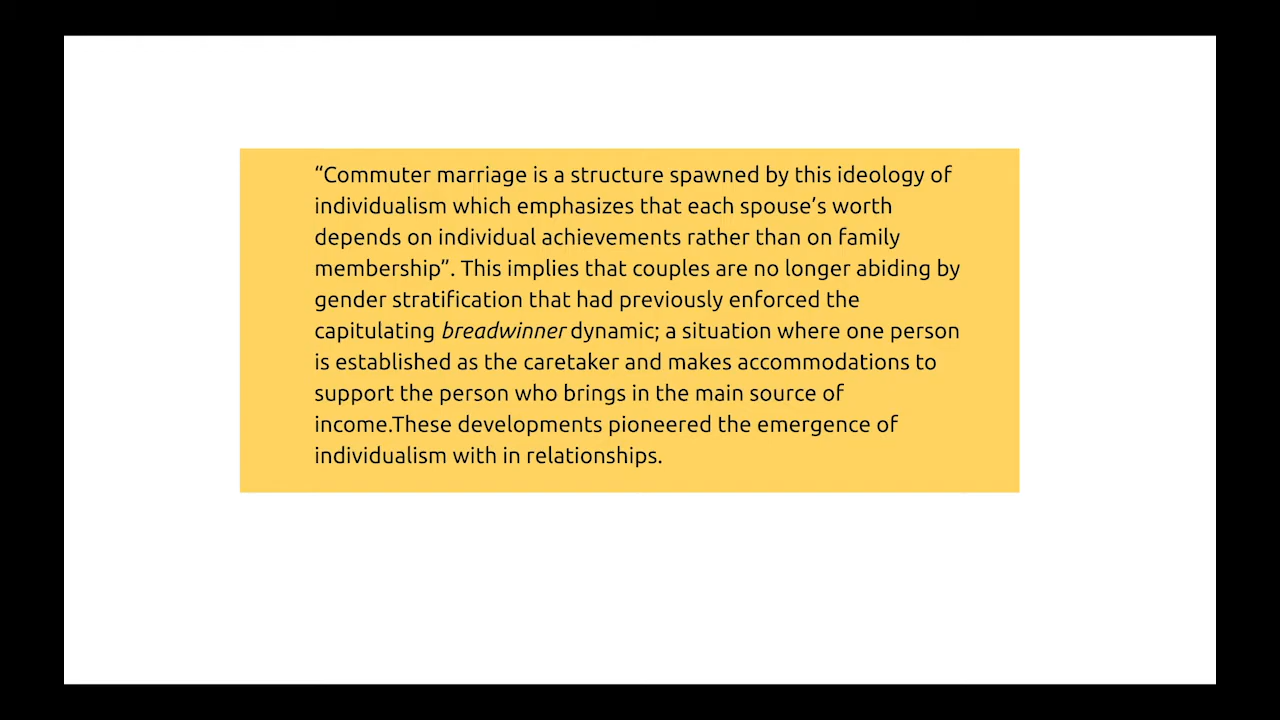 “Commuter marriage is a structure spawned by this ideology of
individualism which emphasizes that each spouse’s worth
depends on individual achievements rather than on family
membership”. This implies that couples are no longer abiding by
gender stratification that had previously enforced the
capitulating breadwinner dynamic; a situation where one person
is established as the caretaker and makes accommodations to
support the person who brings in the main source of
income.These developments pioneered the emergence of
individualism with in relationships.